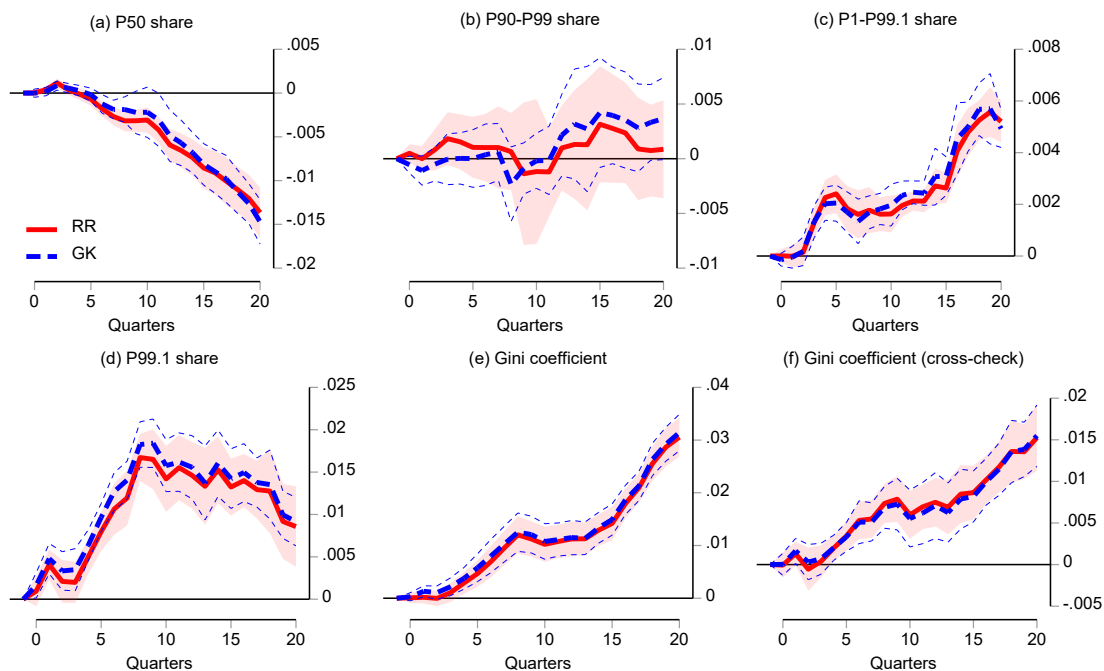 (a) P50 share
.005
0
-.005
-.01
-.015
-.02
RR
GK
0 5 10 15 20
Quarters
(b) P90-P99 share
.01
.005
0
-.005
-.01
0 5 10 15 20
Quarters
(c) P1-P99.1 share
.008
.006
.004
.002
0
0 5 10 15 20
Quarters
(d) P99.1 share
.025
.02
.015
.01
.005
0
0 5 10 15 20
Quarters
(e) Gini coefficient
.04
.03
.02
.01
0
0 5 10 15 20
Quarters
(f) Gini coefficient (cross-check)
.02
.015
.01
.005
0
-.005
0 5 10 15 20
Quarters